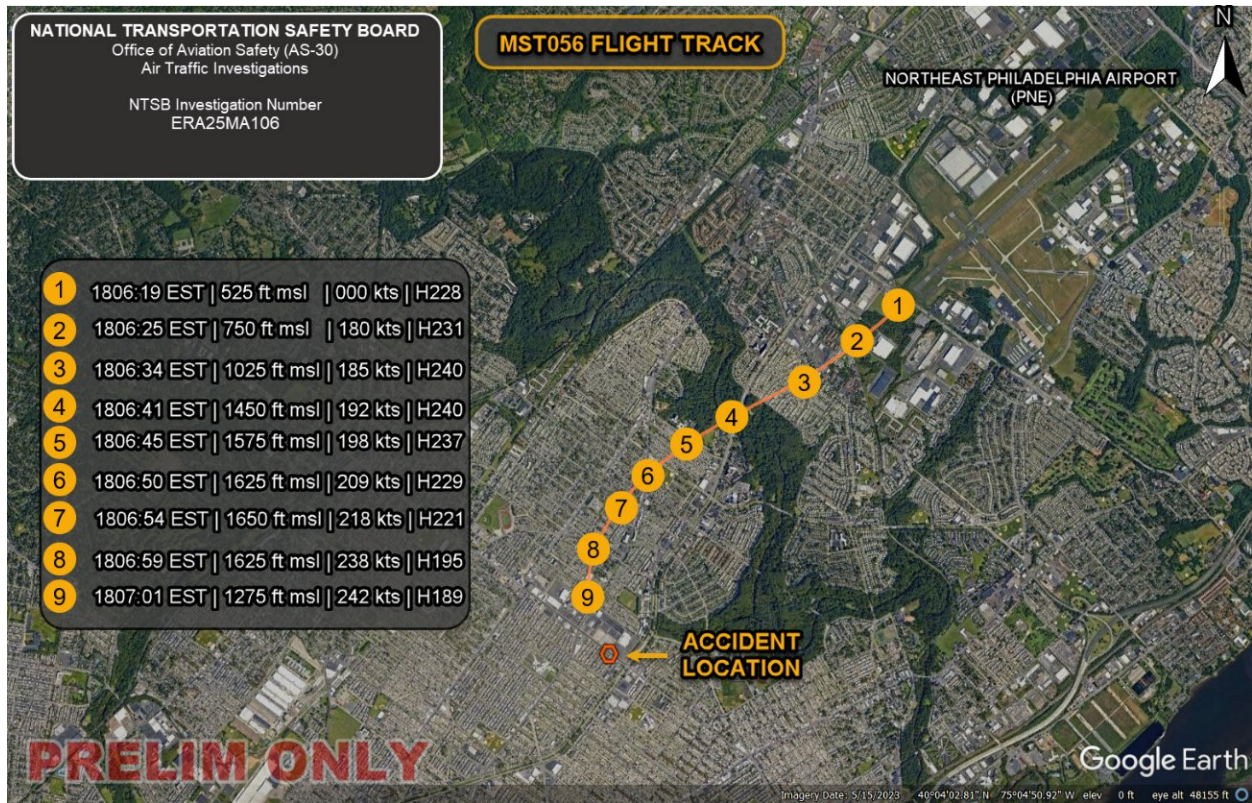 NATIONAL TRANSPORTATION SAFETY BOARD
Office of Aviation Safety (AS-30)
Air Traffic Investigations
NTSB Investigation Number
ERA25MA106
MST056 FLIGHT TRACK
N
NORTHEAST PHILADELPHIA AIRPORT
(PNE)
1 1806:19 EST | 525 ft msl | 000 kts | H228
2 1806:25 EST | 750 ft msl | 180 kts | H231
3 1806:34 EST | 1025 ft msl | 185 kts | H240
4 1806:41 EST | 1450 ft msl | 192 kts | H240
5 1806:45 EST | 1575 ft msl | 198 kts | H237
6 1806:50 EST | 1625 ft msl | 209 kts | H229
7 1806:54 EST | 1650 ft msl | 218 kts | H221
8 1806:59 EST | 1625 ft msl | 238 kts | H195
9 1807:01 EST | 1275 ft msl | 242 kts | H189
1
2
3
4
5
6
7
8
9
ACCIDENT
LOCATION
PRELIM ONLY
Google Earth
Imagery Date: 5/15/2023 40°04'02.81" N 75°04'50.92" W elev 0 ft eye alt 48155 ft